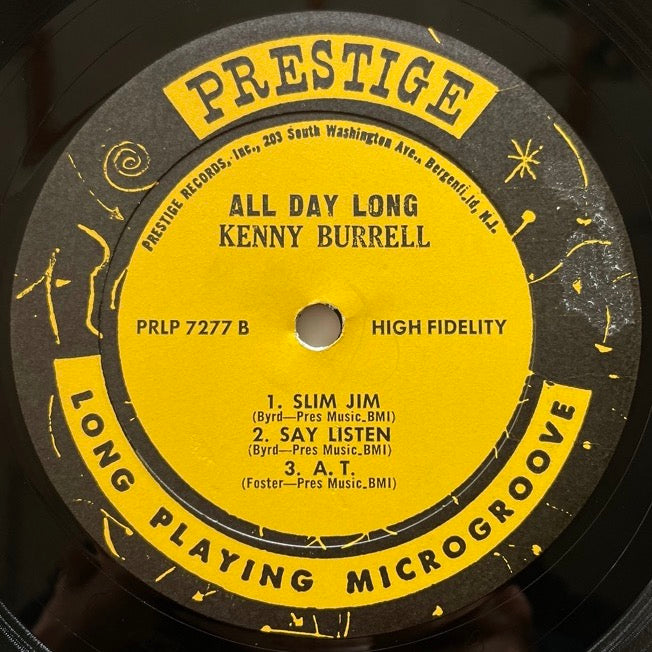 PRESTIGE
PRESTIGE RECORDS, Inc., 203 South Washington Ave., Bergenf_ld, N.J.
ALL DAY LONG
KENNY BURRELL
PRLP 7277 B
HIGH FIDELITY
1. SLIM JIM
(Byrd—Pres Music_BMI)
2. SAY LISTEN
(Byrd—Pres Music_BMI)
3. A. T.
(Foster—Pres Music_BMI)
LONG PLAYING MICROGROOVE